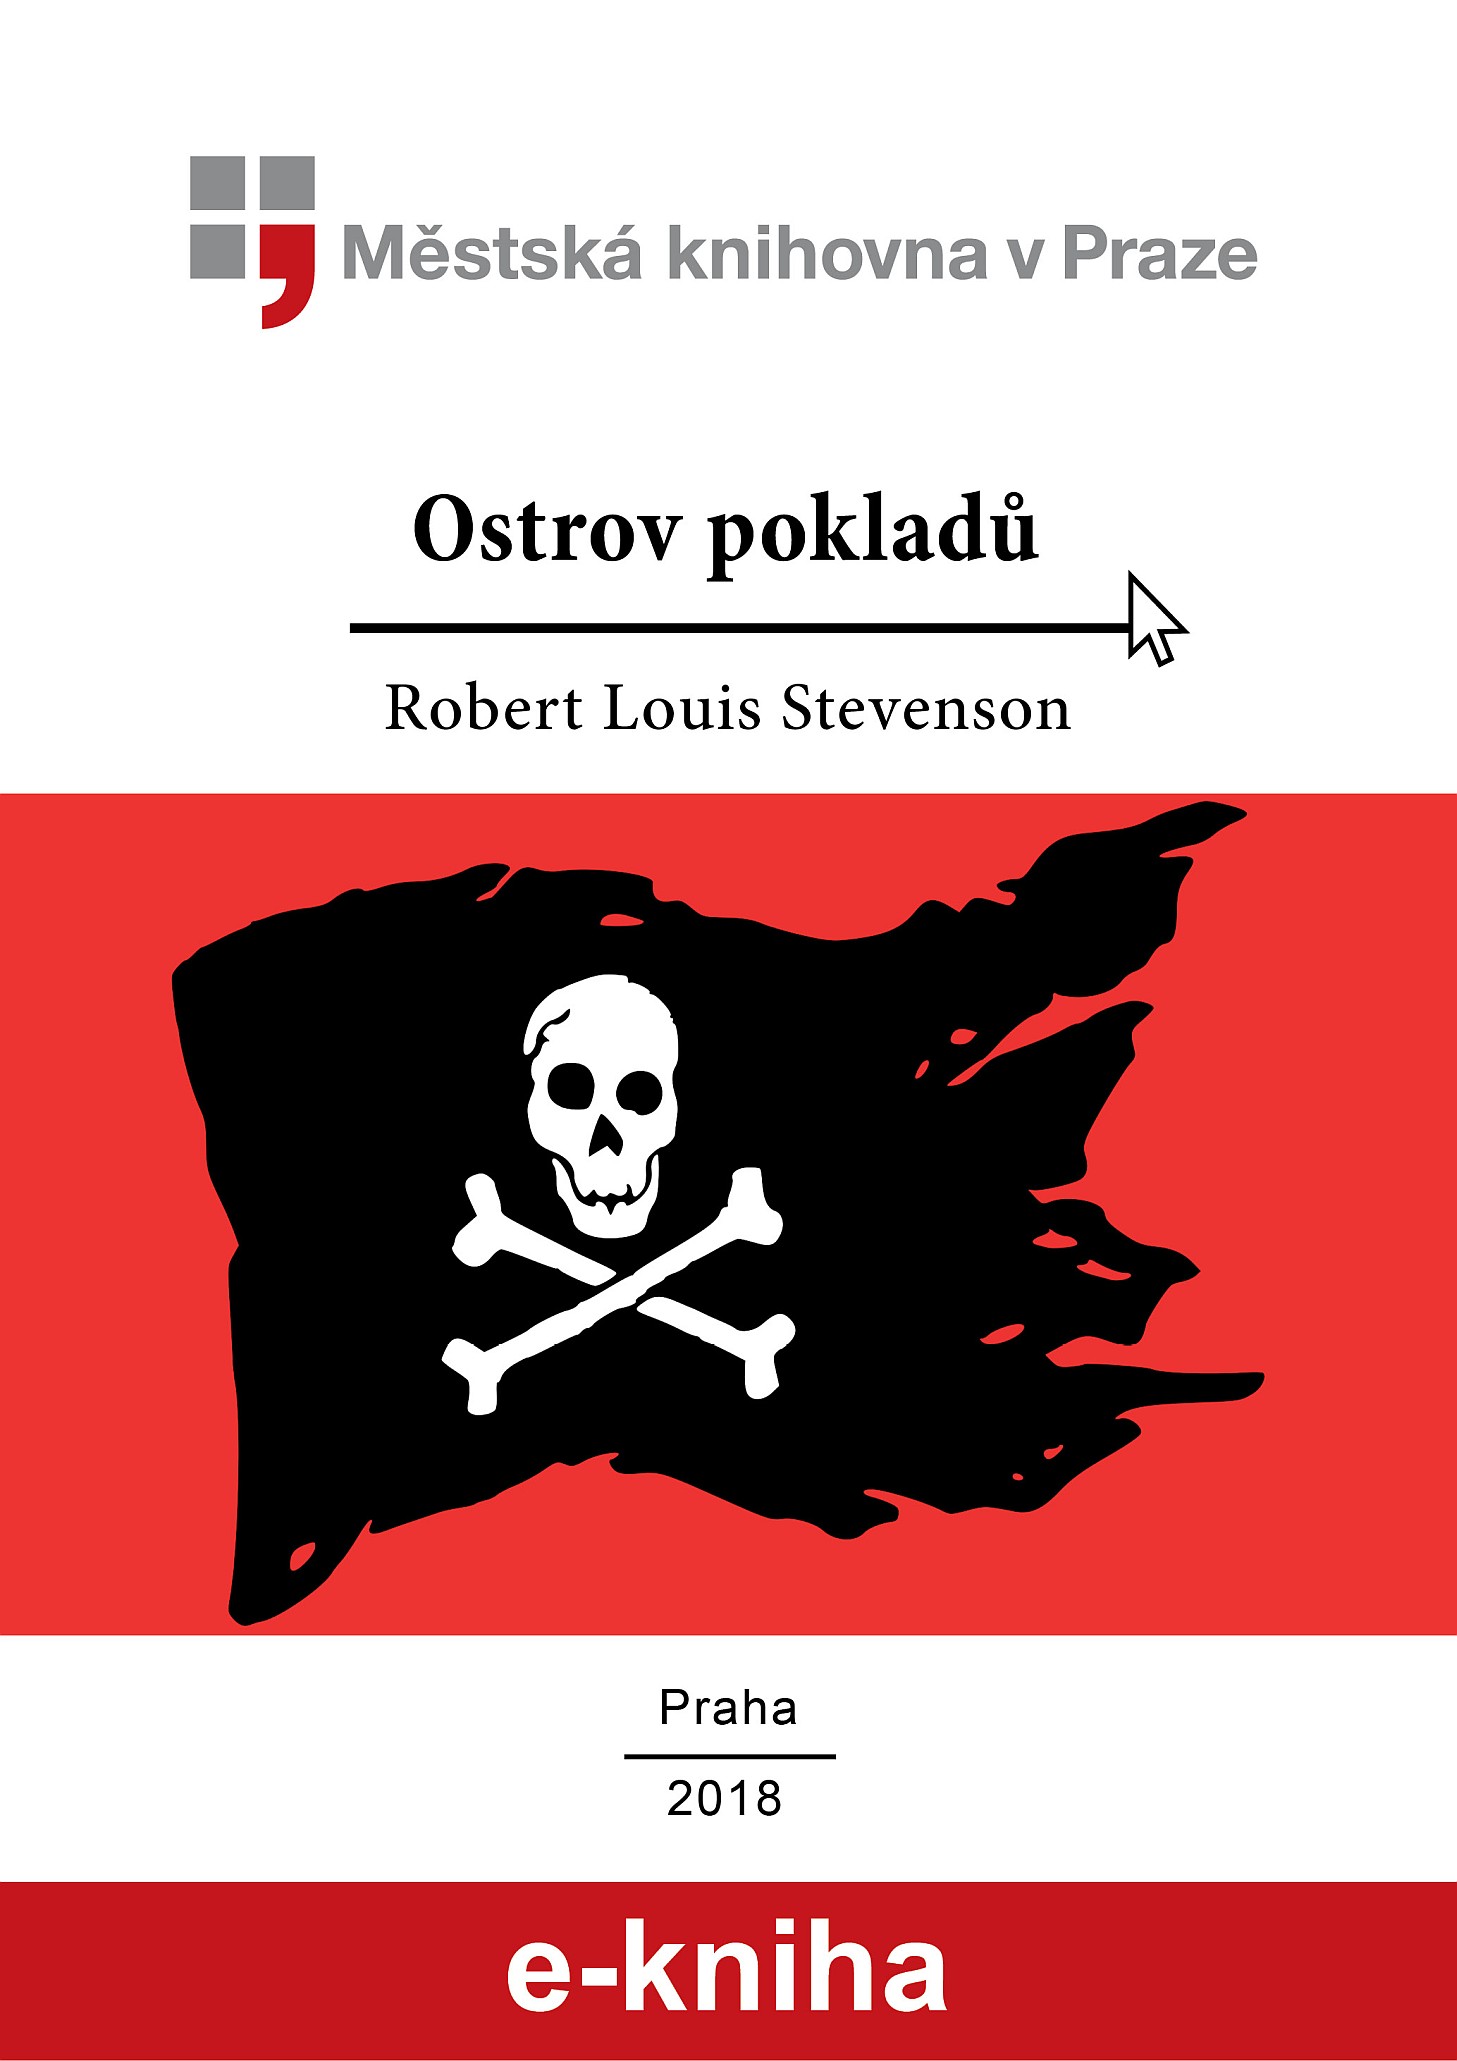 Městská knihovna v Praze
Ostrov pokladů
Robert Louis Stevenson
Praha
2018
e-kniha